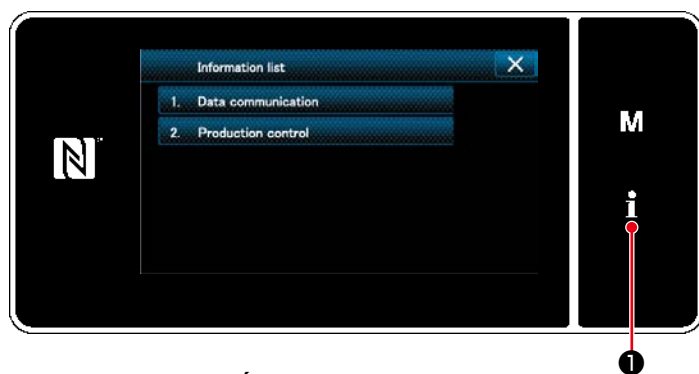 Information list
1. Data communication
2. Production control
M
i
❶